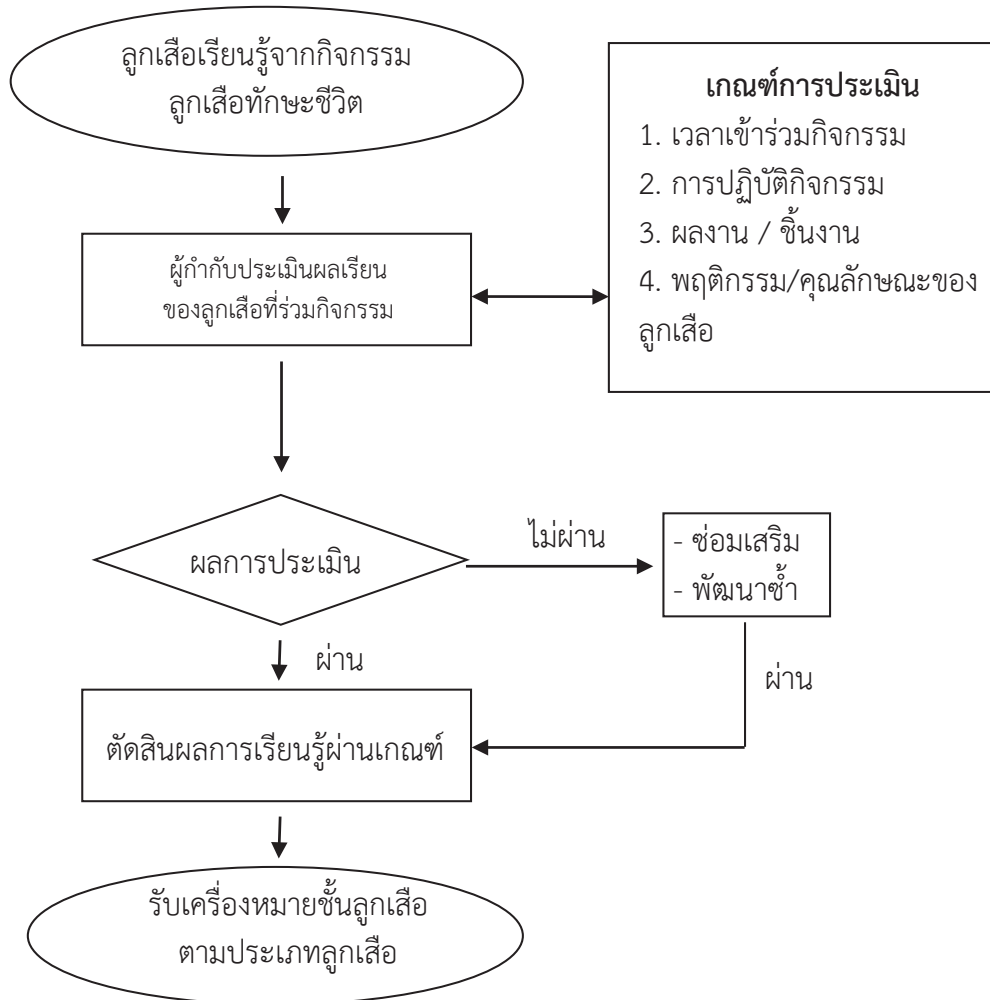 ลูกเสือเรียนรู้จากกิจกรรม
ลูกเสือทักษะชีวิต
เกณฑ์การประเมิน
1. เวลาเข้าร่วมกิจกรรม
2. การปฏิบัติกิจกรรม
3. ผลงาน / ชิ้นงาน
4. พฤติกรรม/คุณลักษณะของ
ลูกเสือ
ผู้กำกับประเมินผลเรียน
ของลูกเสือที่ร่วมกิจกรรม
ผลการประเมิน
ไม่ผ่าน
- ซ่อมเสริม
- พัฒนาซ้ำ
ผ่าน
ผ่าน
ตัดสินผลการเรียนรู้ผ่านเกณฑ์
รับเครื่องหมายชั้นลูกเสือ
ตามประเภทลูกเสือ